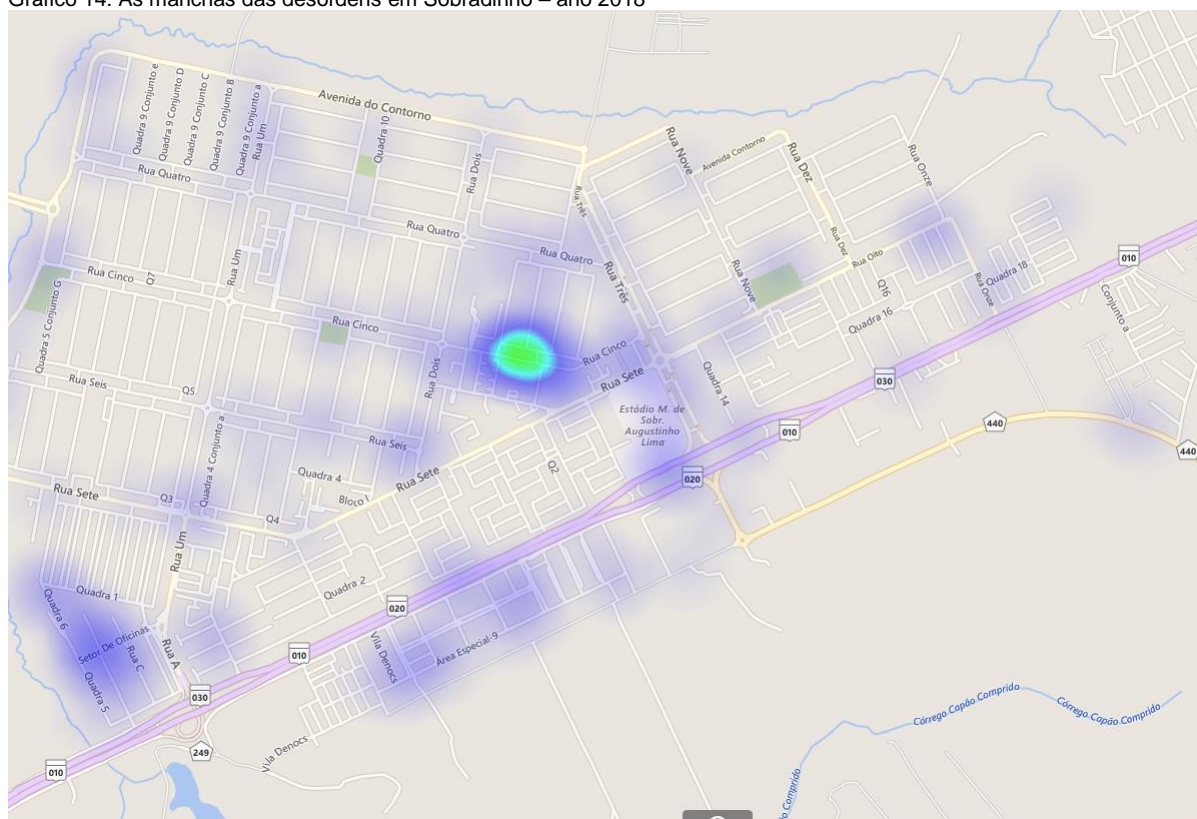 Gráfico 14: As manchas das desordens em Sobradinho – ano 2018
Quadra 9 Conjunto e
Quadra 9 Conjunto D
Quadra 9 Conjunto C
Quadra 9 Conjunto B
Quadra 9 Conjunto a
Rua Um
Avenida do Contorno
Quadra 10
Rua Dois
Rua Três
Rua Nove
Avenida Contorno
Rua Dez
Rua Onze
Rua Quatro
Rua Quatro
Rua Quatro
Rua Três
Rua Um
Rua Dez
Rua Oito
Rua Nove
Rua Cinco
Q7
Quadra 5 Conjunto G
Q16
Rua Onze
Quadra 18
010
Conjunto a
Quadra 16
Rua Cinco
Rua Dois
Rua Cinco
Rua Sete
Quadra 14
030
Rua Seis
Q5
Estádio M. de
Sobr.
Augustinho
Lima
010
440
440
Quadra 4 Conjunto a
Rua Seis
Quadra 4
Rua Sete
Q2
020
Rua Sete
Q3
Q4
Bloco I
Rua Um
Quadra 1
Quadra 6
Quadra 2
020
Setor De Oficinas
Rua C
Rua A
Quadra 5
010
Vila Denocs
Área Especial 9
030
Vila Denocs
249
010
Córrego Capão Comprido
Córrego Capão Comprido
Comprido